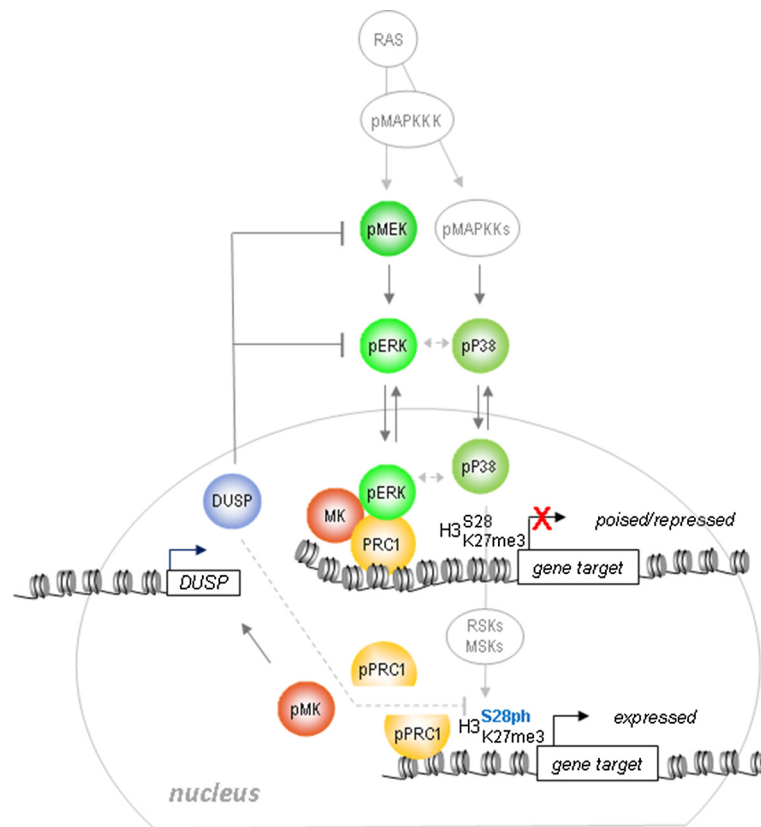 RAS
pMAPKKK
pMEK
pMAPKKs
pERK
pP38
pP38
DUSP
pERK
MK
PRC1
H3 S28
K27me3
X
poised/repressed
DUSP
gene target
RSKs
MSKs
pPRC1
pMK
pPRC1
H3 S28ph
K27me3
expressed
gene target
nucleus